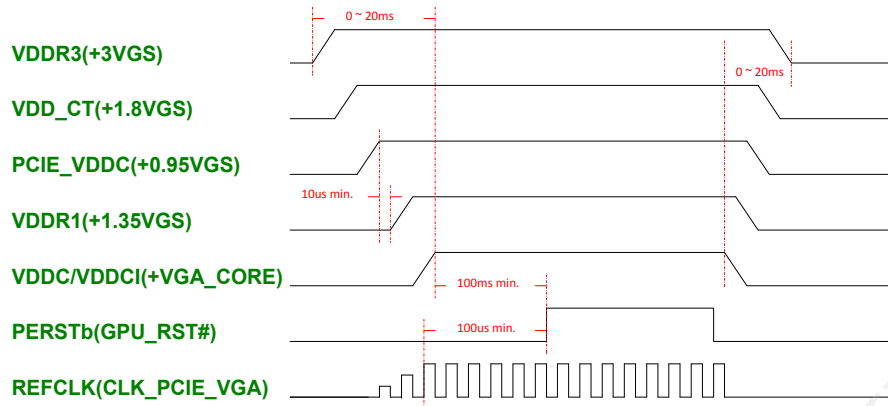 0 ~ 20ms
VDDR3(+3VGS)
0 ~ 20ms
VDD_CT(+1.8VGS)
PCIE_VDDC(+0.95VGS)
10us min.
VDDR1(+1.35VGS)
VDDC/VDDCI(+VGA_CORE)
100ms min.
PERSTb(GPU_RST#)
100us min.
REFCLK(CLK_PCIE_VGA)